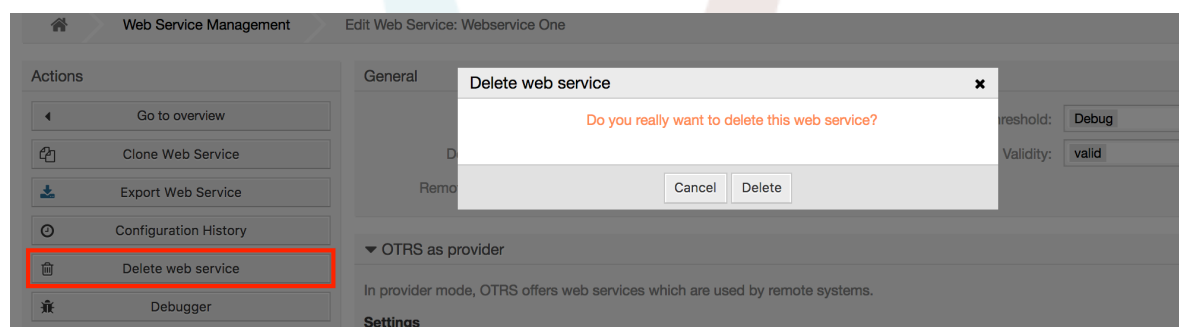 Web Service Management Edit Web Service: Webservice One
Actions
Go to overview
Clone Web Service
Export Web Service
Configuration History
Delete web service
Debugger
General
reshold: Debug
D
Validity: valid
Remo
Delete web service
Do you really want to delete this web service?
Cancel Delete
OTRS as provider
In provider mode, OTRS offers web services which are used by remote systems.
Settings